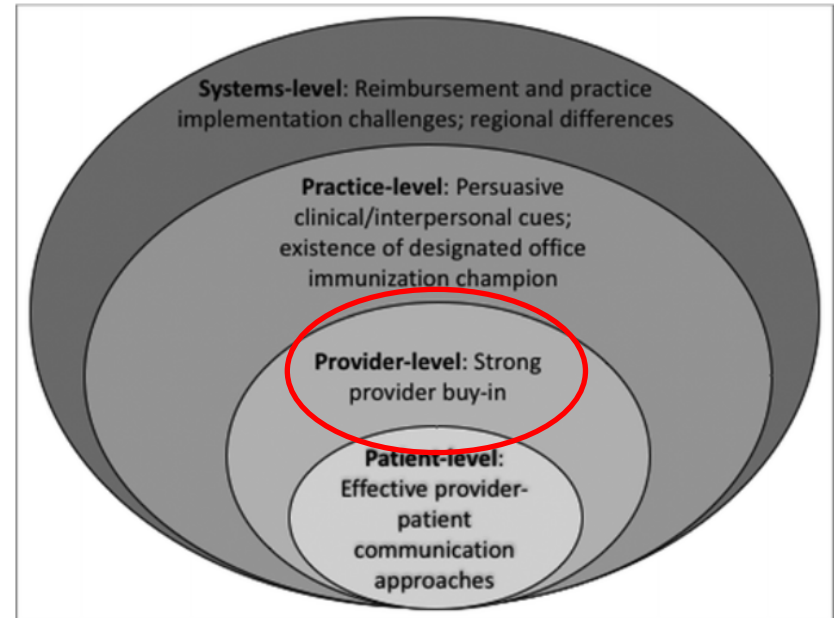 Systems-level: Reimbursement and practice
implementation challenges; regional differences
Practice-level: Persuasive
clinical/interpersonal cues;
existence of designated office
immunization champion
Provider-level: Strong
provider buy-in
Patient-level:
Effective provider-
patient
communication
approaches